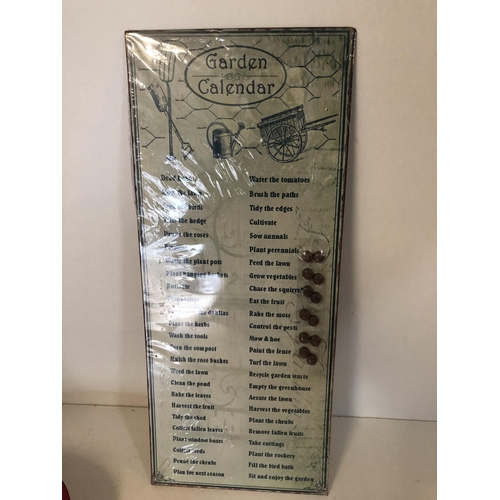 Garden
Calendar
Water the tomatoes
Brush the paths
the birds
Tidy the edges
the hedge
Cultivate
the roses
Sow annuals
Plant perennials
the plant pots
Feed the lawn
Plant hanging baskets
Grow vegetables
Chase the squirrel
Eat the fruit
the dahlias
Rake the moss
the herbs
Control the pests
Wash the tools
Mow & hoe
Turn the compost
Paint the fence
Mulch the rose bushes
Turf the lawn
Weed the lawn
Recycle garden waste
Clean the pond
Empty the greenhouse
Rake the leaves
Aerate the lawn
Harvest the fruit
Harvest the vegetables
Tidy the shed
Plant the shrubs
Collect fallen leaves
Remove fallen fruits
Plant window boxes
Take cuttings
Collect seeds
Plant the rockery
Prune the shrubs
Fill the bird bath
Plan for next season
Sit and enjoy the garden